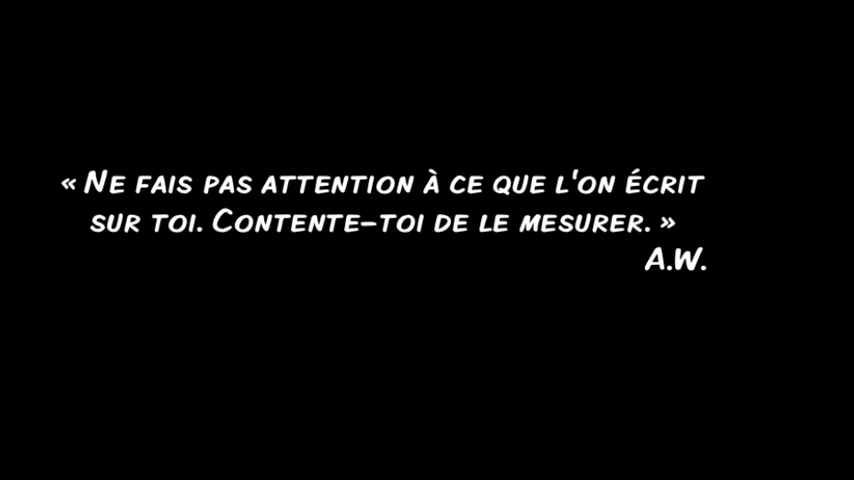 « Ne fais pas attention à ce que l'on écrit
sur toi. Contente-toi de le mesurer. »
A.W.